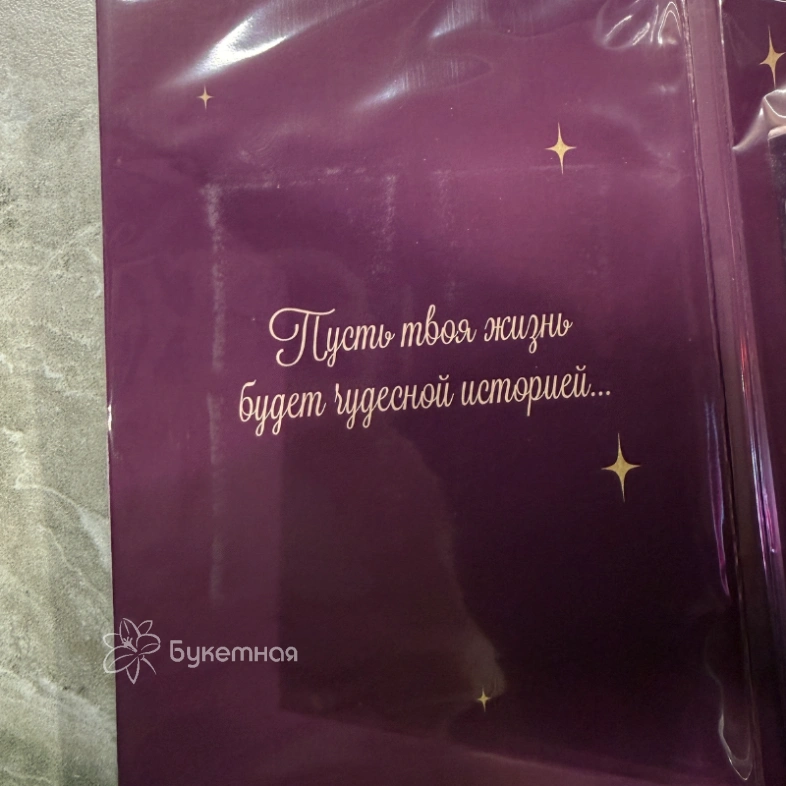 Пусть твоя жизнь
будет чудесной историей...
Букетная